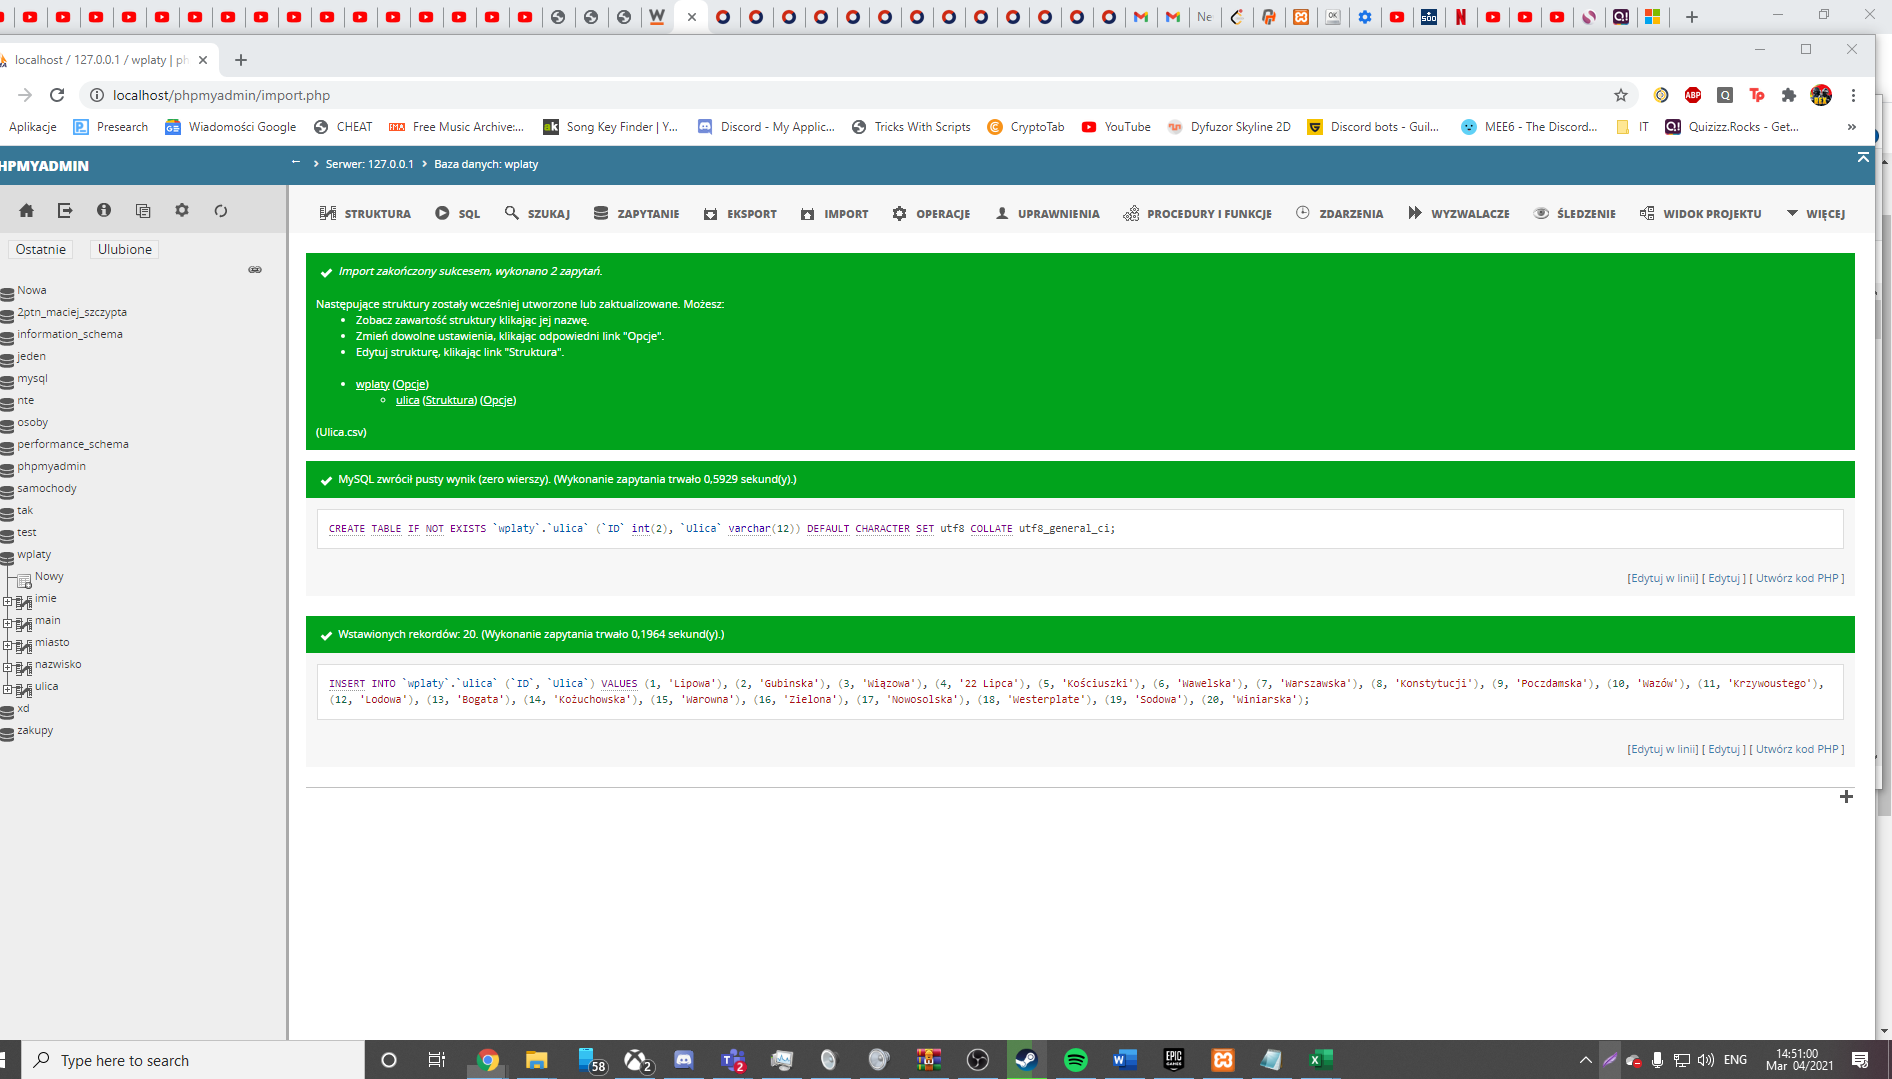 Ne
localhost / 127.0.0.1 / wplaty | ph
localhost/phpmyadmin/import.php
Aplikacje Presearch Wiadomości Google CHEAT Free Music Archive:... Song Key Finder | Y... Discord - My Applic... Tricks With Scripts CryptoTab YouTube Dyfuzor Skyline 2D Discord bots - Guil... MEE6 - The Discord... IT Quizizz.Rocks - Get... »
HPMYADMIN
Serwer: 127.0.0.1 Baza danych: wplaty
STRUKTURA SQL SZUKAJ ZAPYTANIE EKSPORT IMPORT OPERACJE UPRAWNIENIA PROCEDURY I FUNKCJE ZDARZENIA WYZWALACZE ŚLEDZENIE WIDOK PROJEKTU WIĘCEJ
Ostatnie Ulubione
Nowa
2ptn_maciej_szczypta
information_schema
jeden
mysql
nte
osoby
performance_schema
phpmyadmin
samochody
tak
test
wplaty
Nowy
imie
main
miasto
nazwisko
ulica
xd
zakupy
Import zakończony sukcesem, wykonano 2 zapytań.
Następujące struktury zostały wcześniej utworzone lub zaktualizowane. Możesz:
Zobacz zawartość struktury klikając jej nazwę.
Zmień dowolne ustawienia, klikając odpowiedni link "Opcje".
Edytuj strukturę, klikając link "Struktura".
wplaty (Opcje)
ulica (Struktura) (Opcje)
(Ulica.csv)
MySQL zwrócił pusty wynik (zero wierszy). (Wykonanie zapytania trwało 0,5929 sekund(y).)
CREATE TABLE IF NOT EXISTS `wplaty`.`ulica` (`ID` int(2), `Ulica` varchar(12)) DEFAULT CHARACTER SET utf8 COLLATE utf8_general_ci;
[Edytuj w linii] [ Edytuj ] [ Utwórz kod PHP ]
Wstawionych rekordów: 20. (Wykonanie zapytania trwało 0,1964 sekund(y).)
INSERT INTO `wplaty`.`ulica` (`ID`, `Ulica`) VALUES (1, 'Lipowa'), (2, 'Gubinska'), (3, 'Wiązowa'), (4, '22 Lipca'), (5, 'Kościuszki'), (6, 'Wawelska'), (7, 'Warszawska'), (8, 'Konstytucji'), (9, 'Poczdamska'), (10, 'Wazów'), (11, 'Krzywoustego'),
(12, 'Lodowa'), (13, 'Bogata'), (14, 'Kożuchowska'), (15, 'Warowna'), (16, 'Zielona'), (17, 'Nowosolska'), (18, 'Westerplate'), (19, 'Sodowa'), (20, 'Winiarska');
[Edytuj w linii] [ Edytuj ] [ Utwórz kod PHP ]
Type here to search
58 2 2
ENG
14:51:00
Mar 04/2021